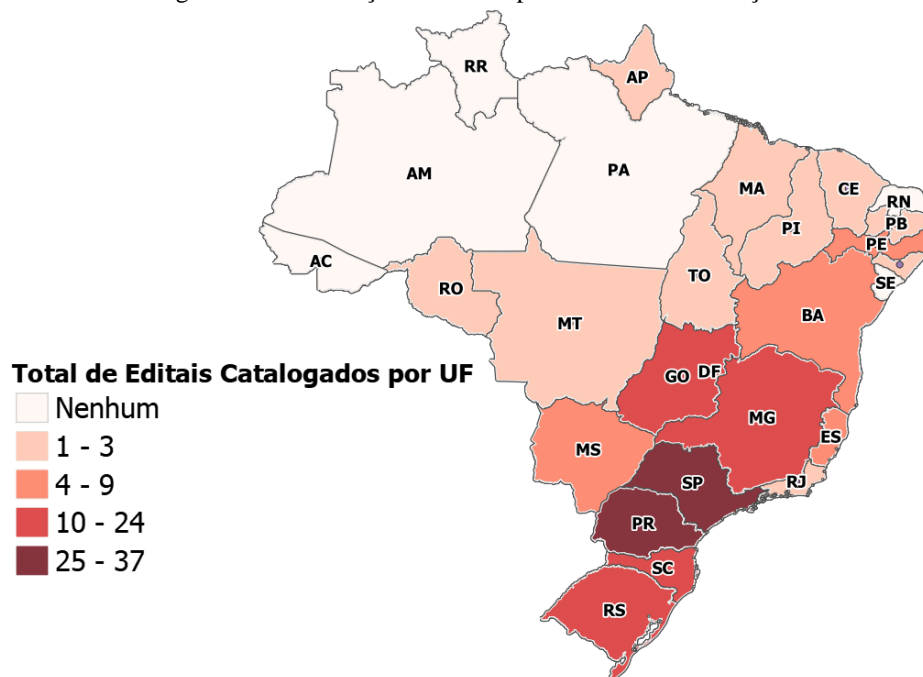 RR
AP
AM
PA
MA
CE
RN
PB
PI
PE
AC
TO
SE
RO
BA
MT
GO DF
MG
ES
MS
SP
RJ
PR
SC
RS
Total de Editais Catalogados por UF
Nenhum
1 - 3
4 - 9
10 - 24
25 - 37